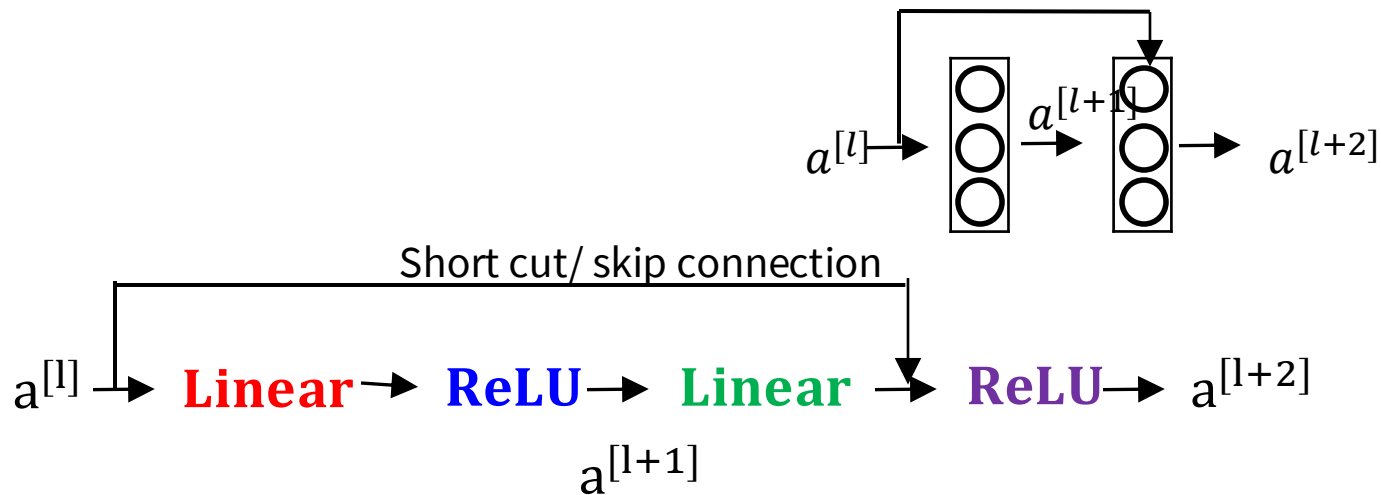 a^[l] a^[l+1] a^[l+2]
Short cut/ skip connection
a^[l] Linear ReLU Linear ReLU a^[l+2]
a^[l+1]